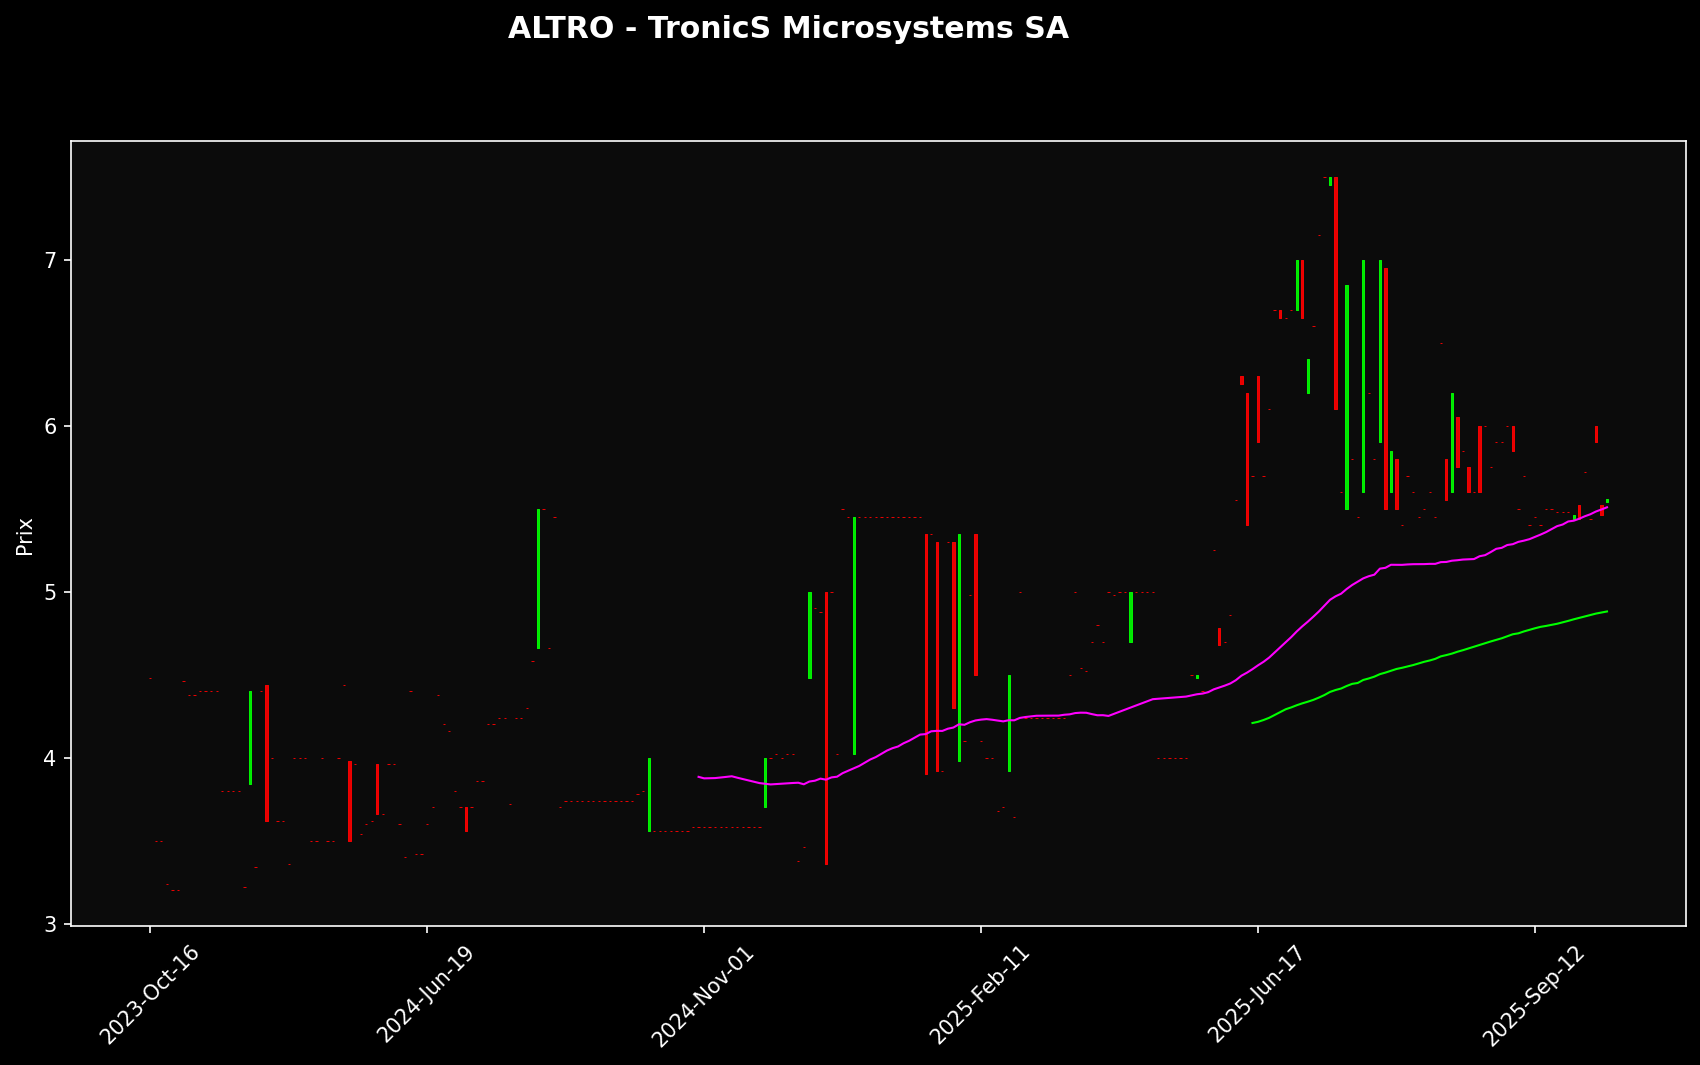 ALTRO - TronicS Microsystems SA
Prix
7
6
5
4
3
2023-Oct-16
2024-Jun-19
2024-Nov-01
2025-Feb-11
2025-Jun-17
2025-Sep-12